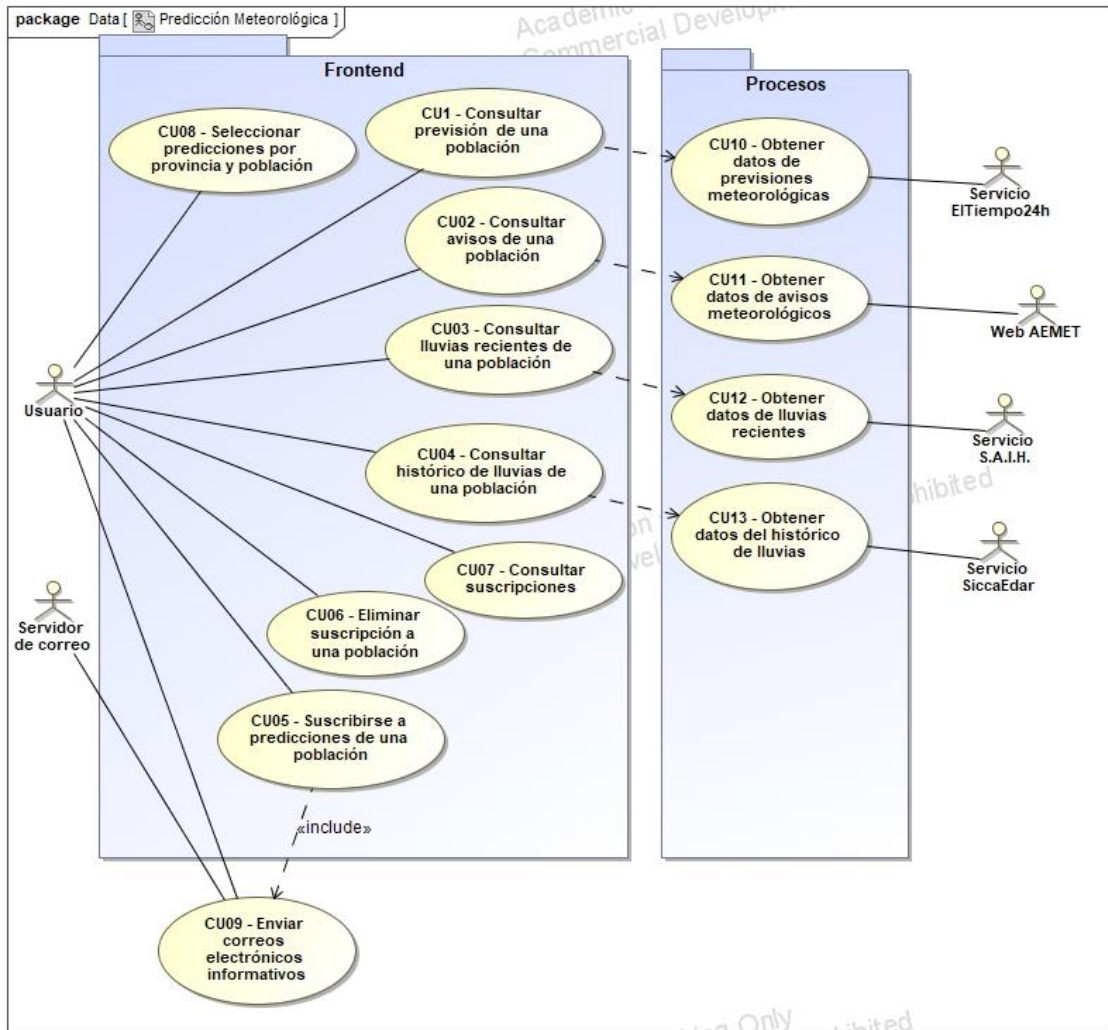 package Data [ Predicción Meteorológica ]
Academic
Commercial Development
Frontend
Procesos
CU08 - Seleccionar
predicciones por
provincia y población
CU1 - Consultar
previsión de una
población
CU10 - Obtener
datos de
previsiones
meteorológicas
Servicio
ElTiempo24h
CU02 - Consultar
avisos de una
población
CU11 - Obtener
datos de avisos
meteorológicos
Web AEMET
CU03 - Consultar
lluvias recientes de
una población
Usuario
CU12 - Obtener
datos de lluvias
recientes
Servicio
S.A.I.H.
CU04 - Consultar
histórico de lluvias de
una población
CU13 - Obtener
datos del histórico
de lluvias
Servicio
SiccaEdar
CU07 - Consultar
suscripciones
CU06 - Eliminar
suscripción a
una población
Servidor
de correo
CU05 - Suscribirse a
predicciones de una
población
«include»
CU09 - Enviar
correos
electrónicos
informativos
Only